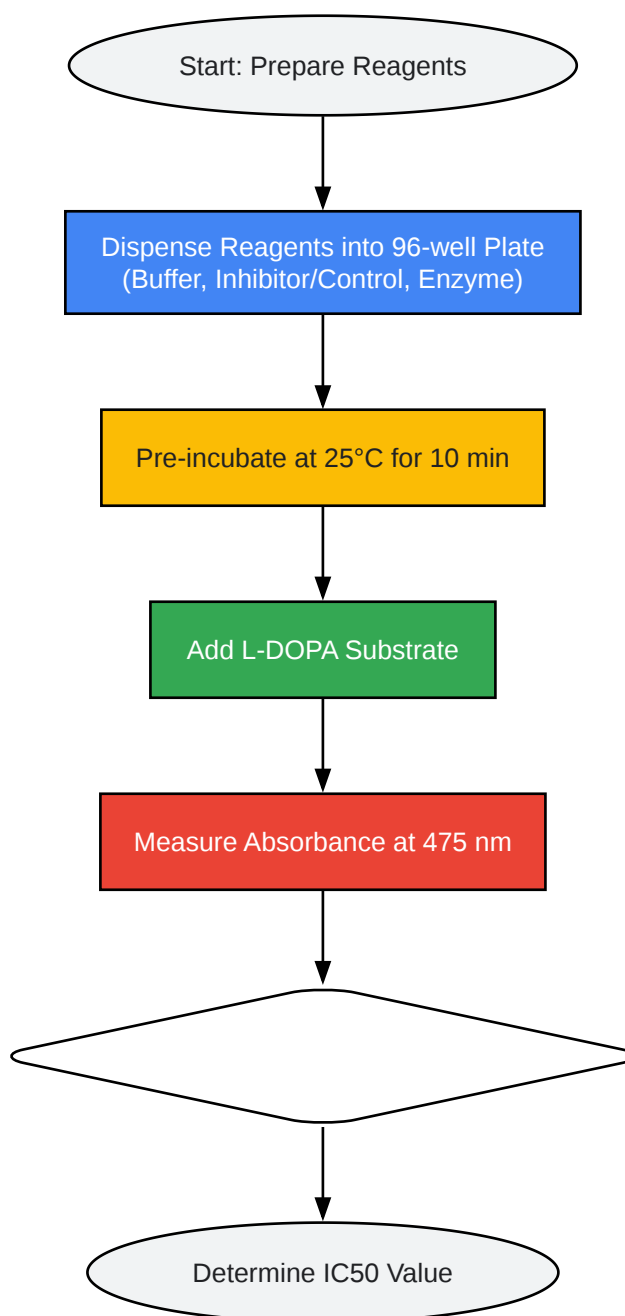 Start: Prepare Reagents
Dispense Reagents into 96-well Plate
(Buffer, Inhibitor/Control, Enzyme)
Pre-incubate at 25°C for 10 min
Add L-DOPA Substrate
Measure Absorbance at 475 nm
Determine IC50 Value